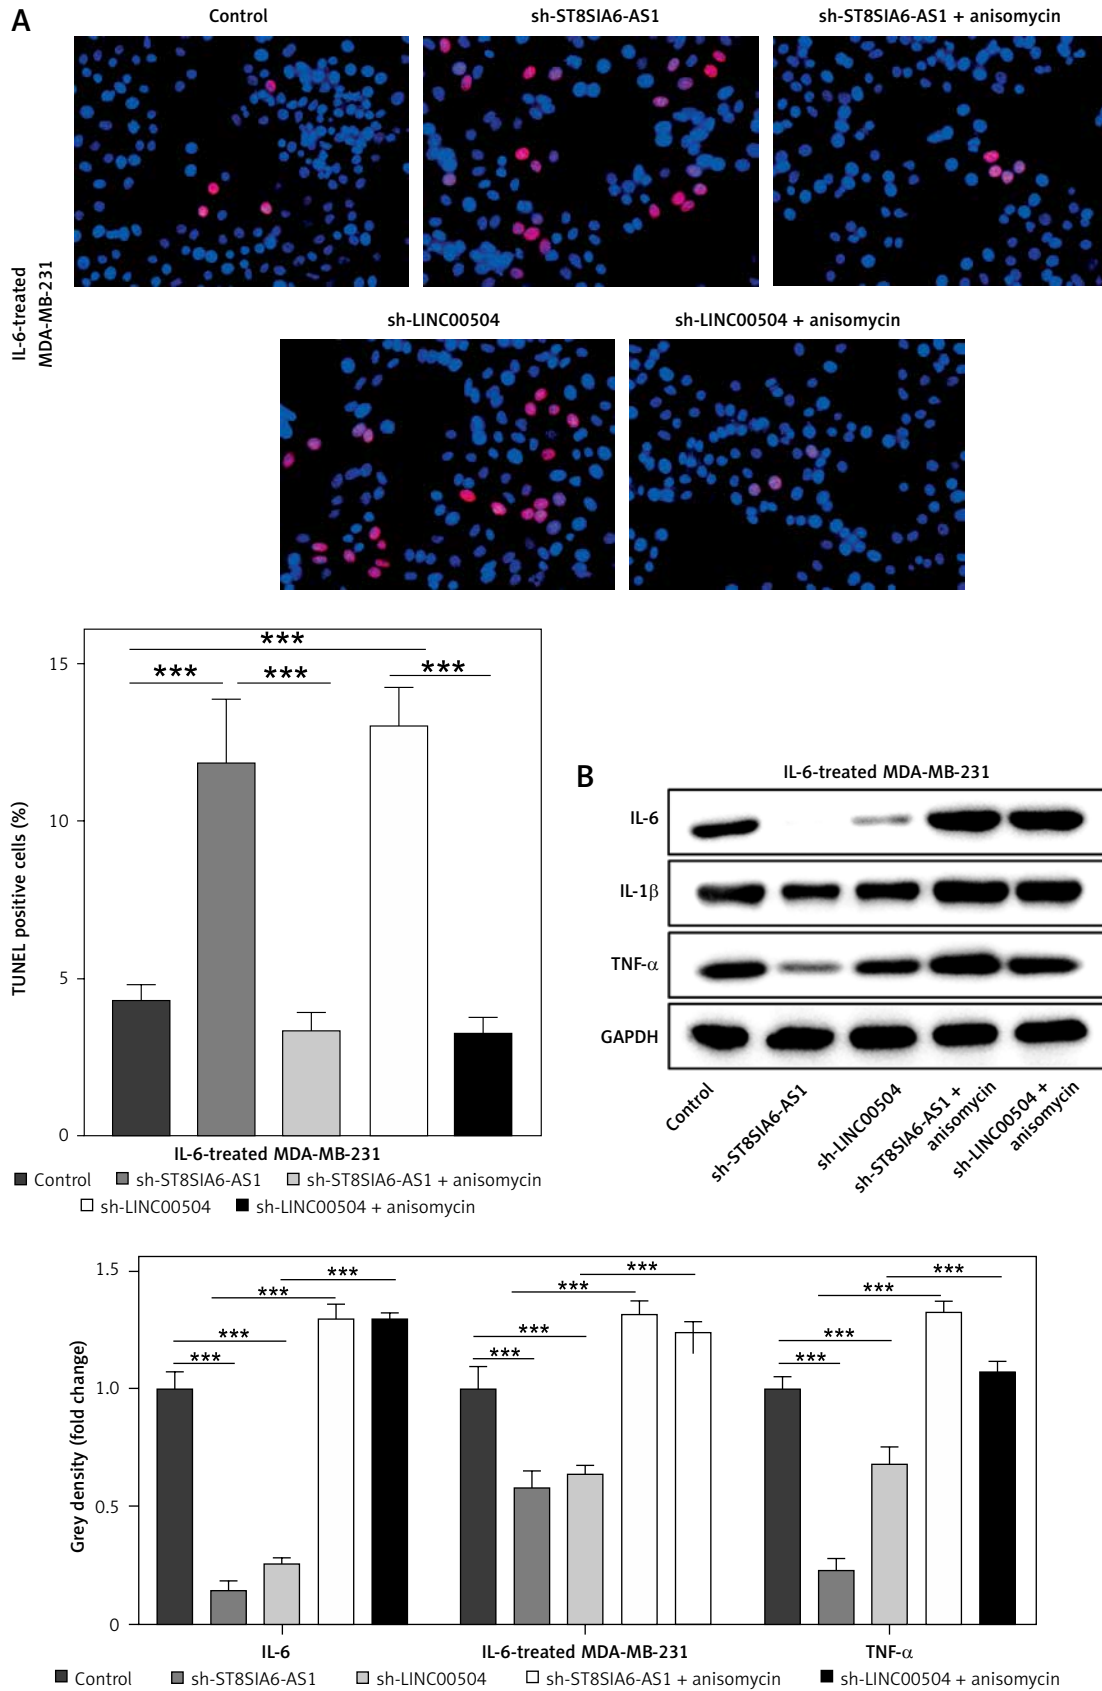 A
Control
sh-ST8SIA6-AS1
sh-ST8SIA6-AS1 + anisomycin
IL-6-treated
MDA-MB-231
sh-LINC00504
sh-LINC00504 + anisomycin
TUNEL positive cells (%)
15
10
5
0
***
***
***
***
IL-6-treated MDA-MB-231
Control
sh-ST8SIA6-AS1
sh-ST8SIA6-AS1 + anisomycin
sh-LINC00504
sh-LINC00504 + anisomycin
B
IL-6-treated MDA-MB-231
IL-6
IL-1β
TNF-α
GAPDH
Control
sh-ST8SIA6-AS1
sh-LINC00504
sh-ST8SIA6-AS1 +
anisomycin
sh-LINC00504 +
anisomycin
Grey density (fold change)
1.5
1.0
0.5
0
***
***
***
***
***
***
***
***
***
***
***
***
IL-6
IL-6-treated MDA-MB-231
TNF-α
Control
sh-ST8SIA6-AS1
sh-LINC00504
sh-ST8SIA6-AS1 + anisomycin
sh-LINC00504 + anisomycin